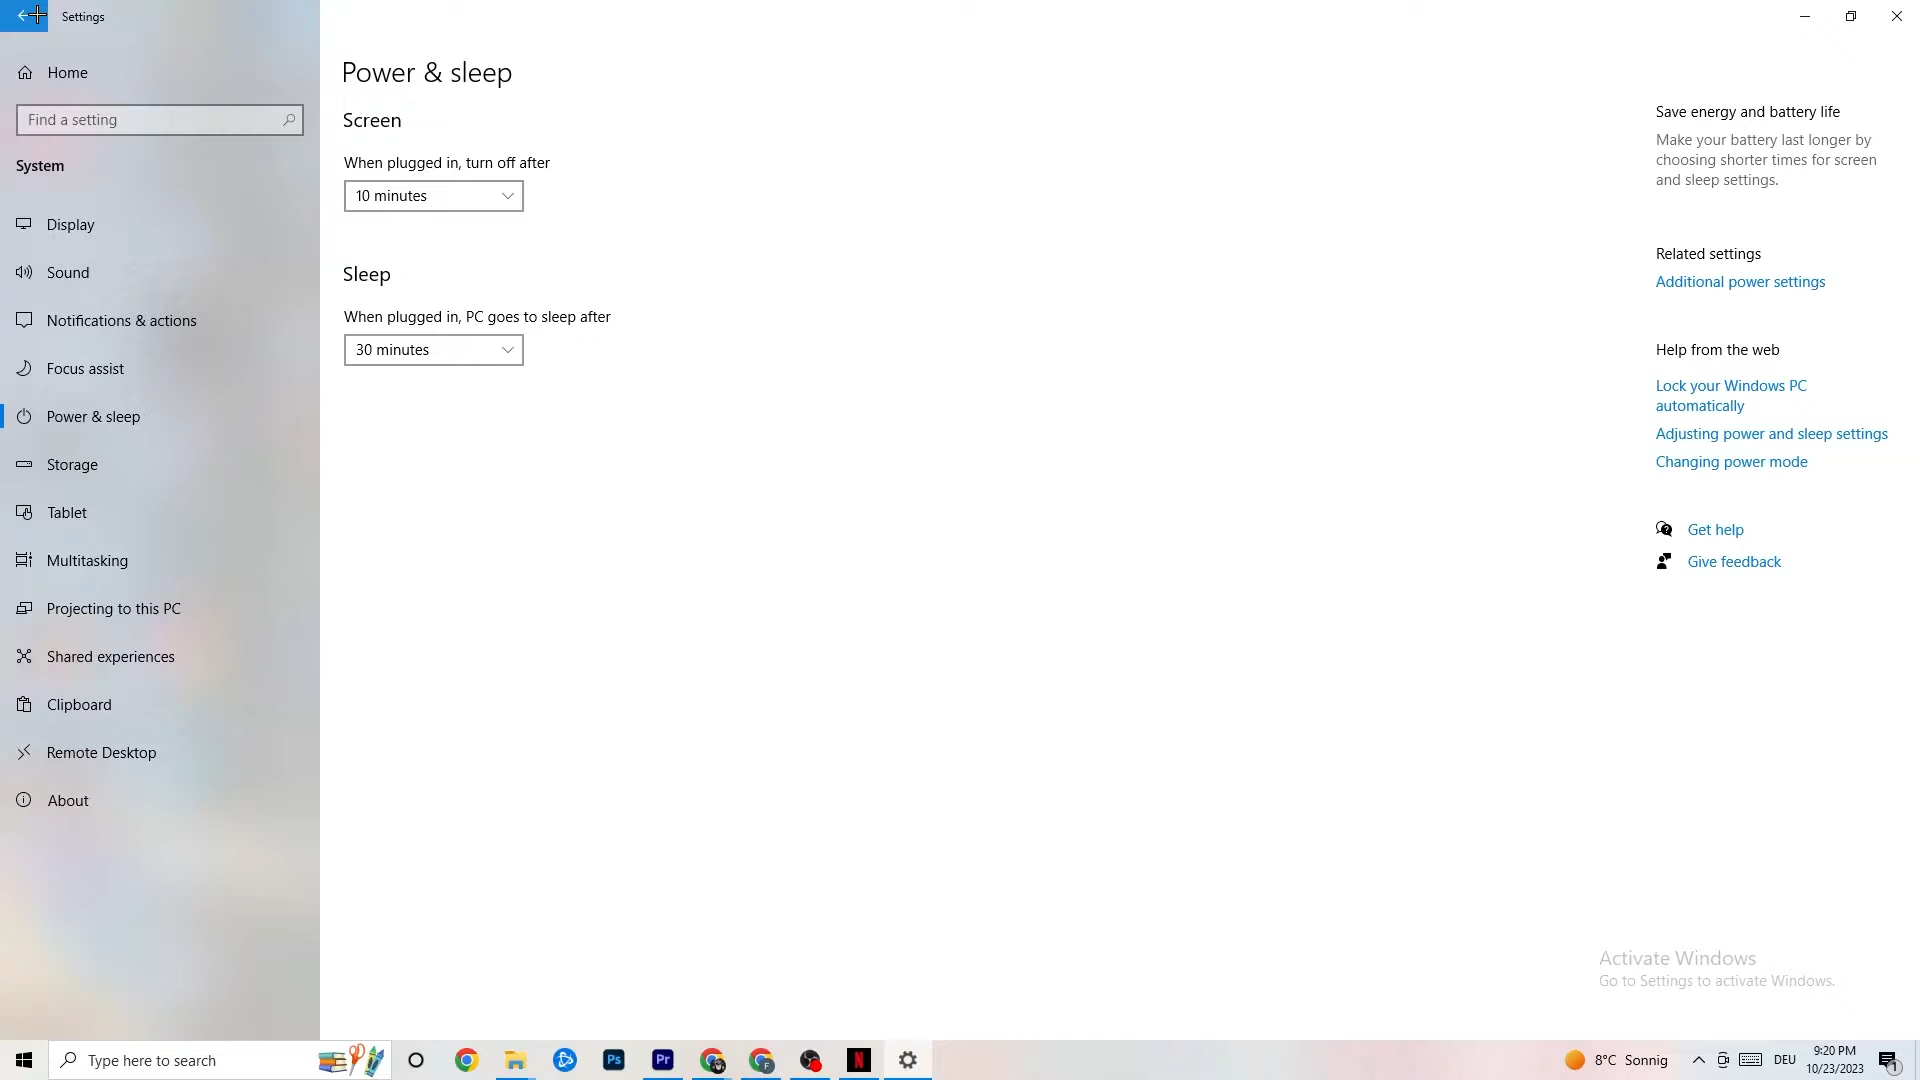 Settings
Home
Find a setting
System
Display
Sound
Notifications & actions
Focus assist
Power & sleep
Storage
Tablet
Multitasking
Projecting to this PC
Shared experiences
Clipboard
Remote Desktop
About
Power & sleep
Screen
When plugged in, turn off after
10 minutes
Sleep
When plugged in, PC goes to sleep after
30 minutes
Save energy and battery life
Make your battery last longer by
choosing shorter times for screen
and sleep settings.
Related settings
Additional power settings
Help from the web
Lock your Windows PC
automatically
Adjusting power and sleep settings
Changing power mode
Get help
Give feedback
Activate Windows
Go to Settings to activate Windows.
Type here to search
Ps
Pr
F
N
8°C Sonnig
DEU
9:20 PM
10/23/2023
1